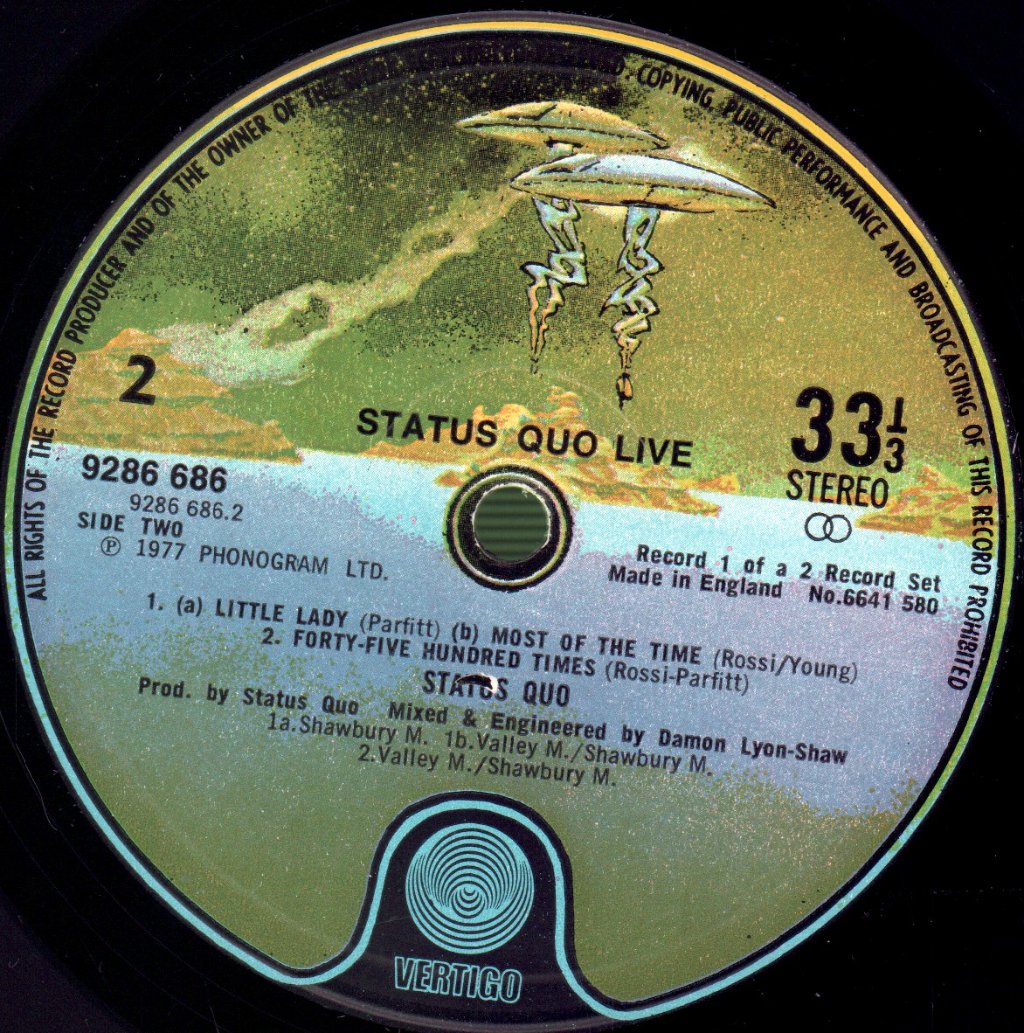 ALL RIGHTS OF THE RECORD PRODUCER AND OF THE OWNER OF THE COPYING, PUBLIC PERFORMANCE AND BROADCASTING OF THIS RECORD PROHIBITED
2
STATUS QUO LIVE
33 1/3
STEREO
9286 686
9286 686.2
SIDE TWO
℗ 1977 PHONOGRAM LTD.
Record 1 of a 2 Record Set
Made in England No.6641 580
1. (a) LITTLE LADY (Parfitt) (b) MOST OF THE TIME (Rossi/Young)
2. FORTY-FIVE HUNDRED TIMES (Rossi-Parfitt)
STATUS QUO
Prod. by Status Quo Mixed & Engineered by Damon Lyon-Shaw
1a.Shawbury M. 1b.Valley M./Shawbury M.
2.Valley M./Shawbury M.
VERTIGO